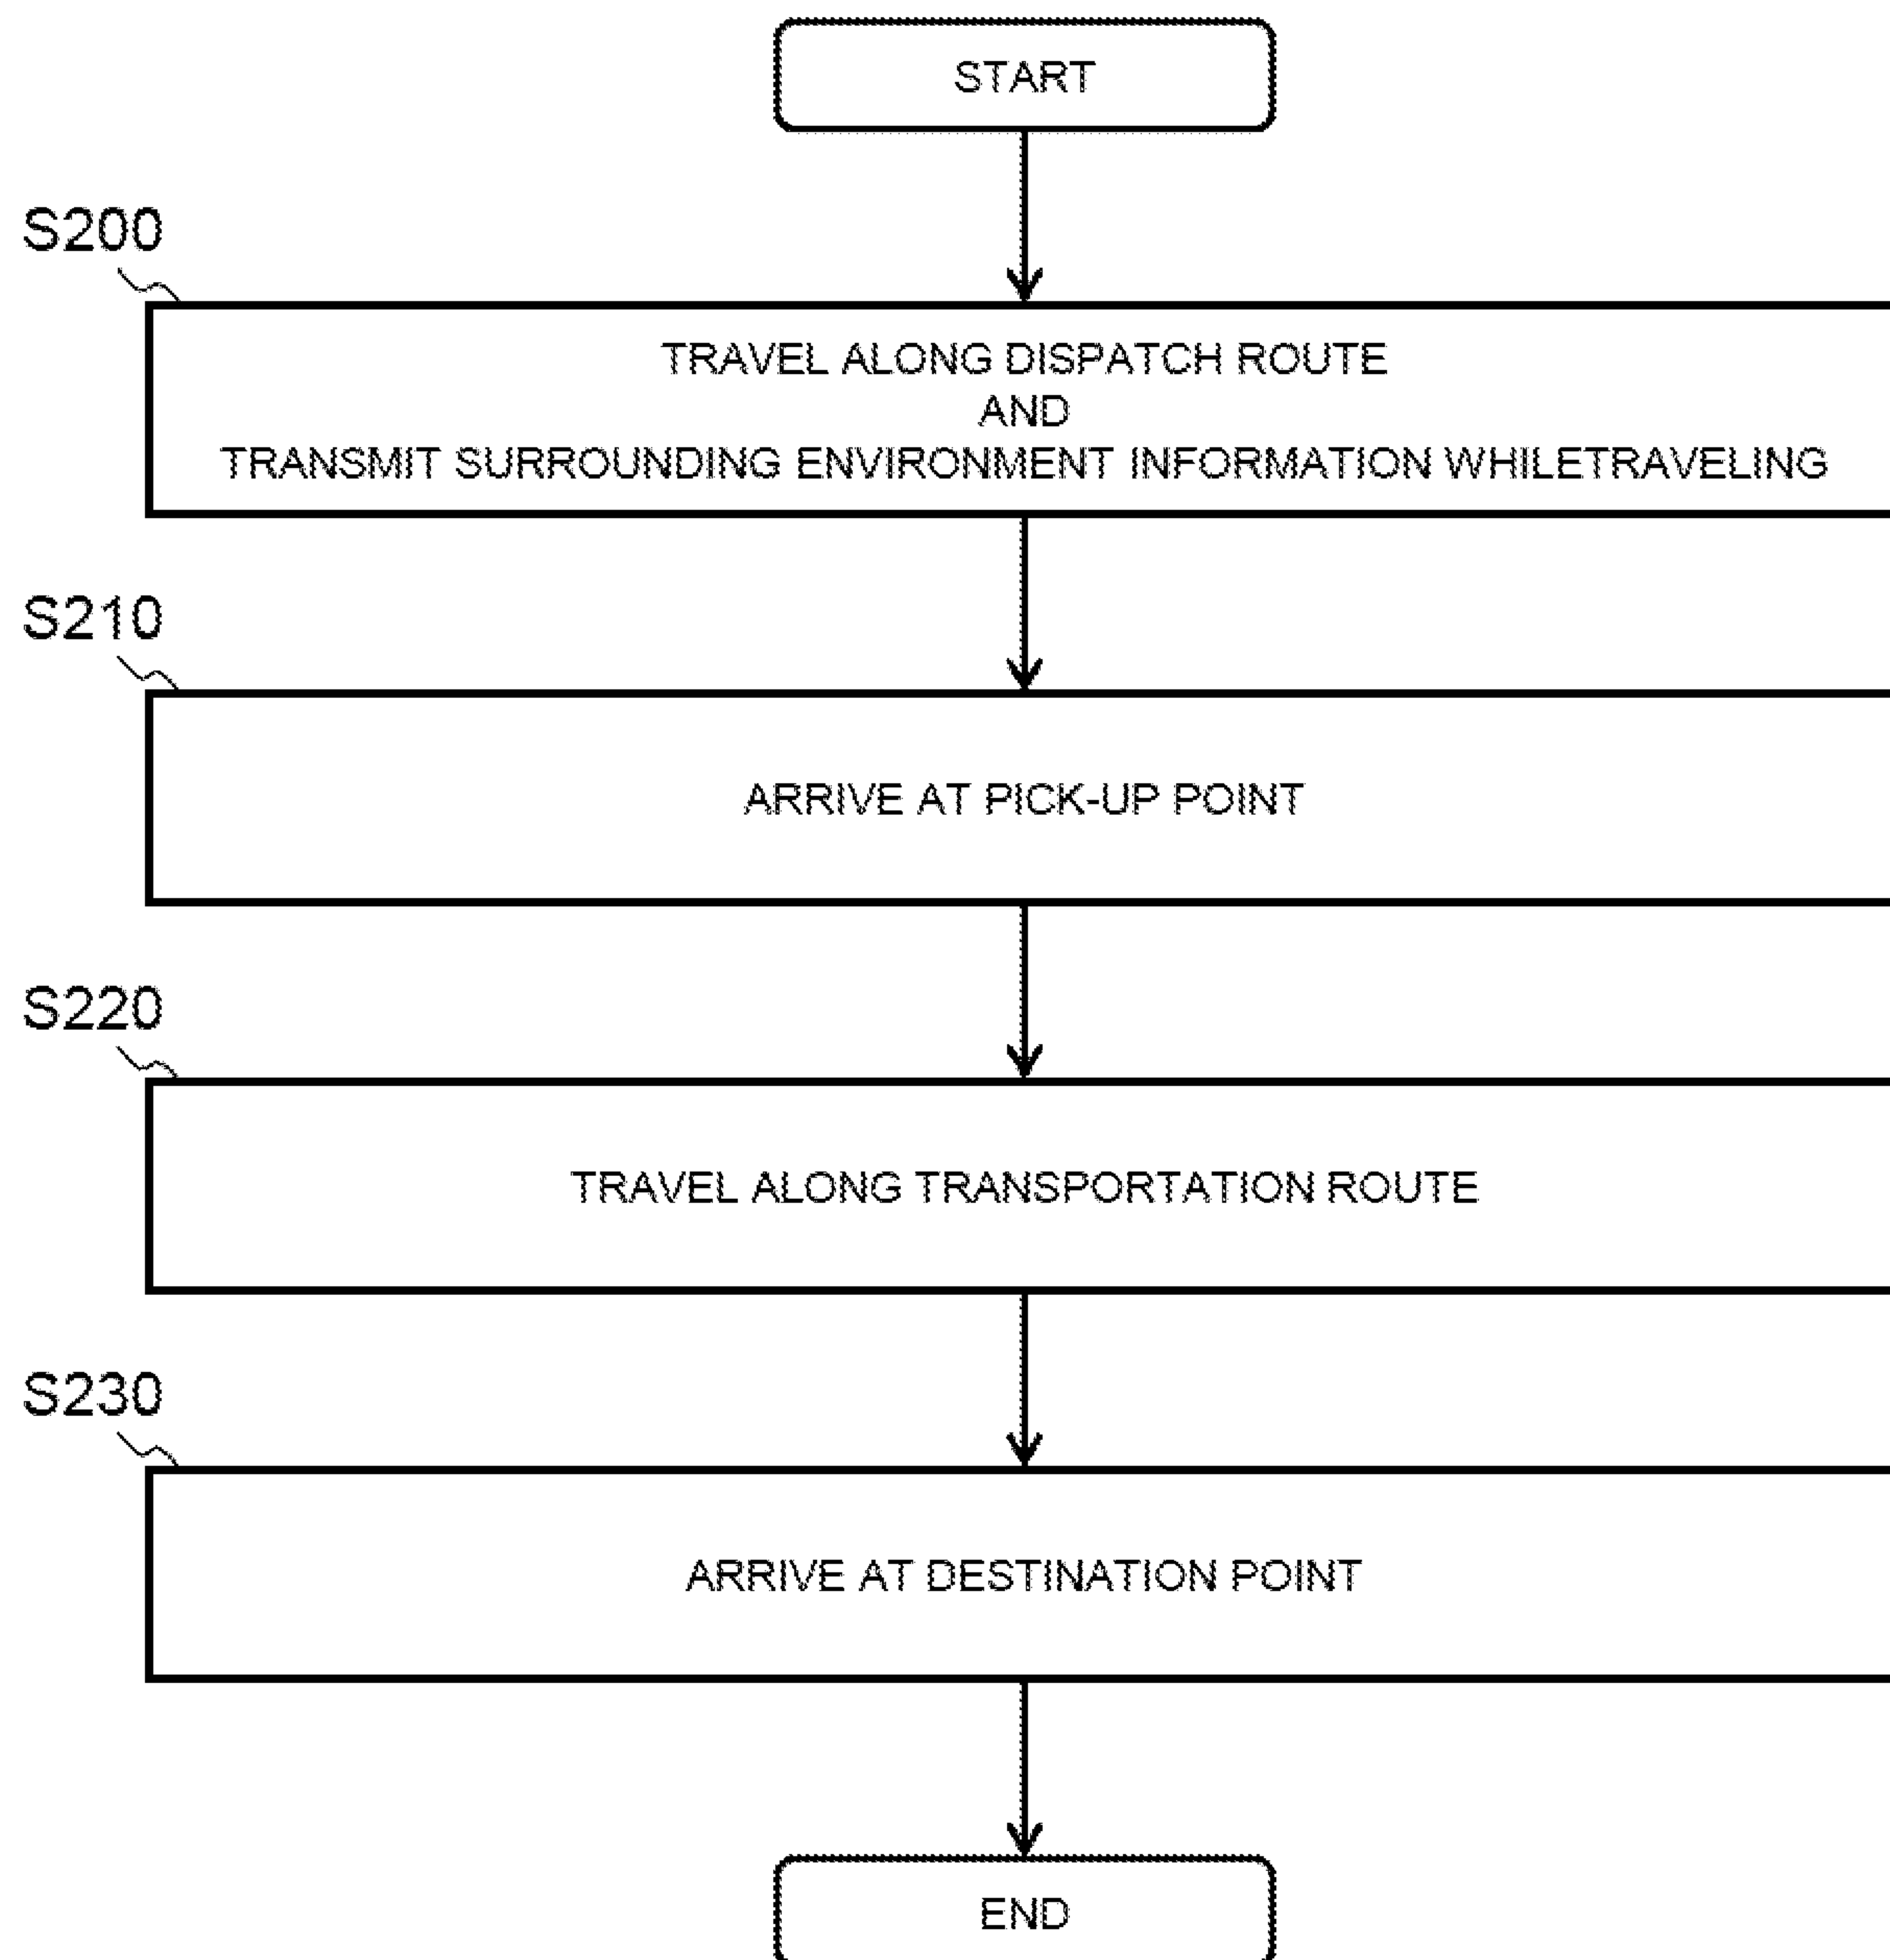 START
S200
TRAVEL ALONG DISPATCH ROUTE
AND
TRANSMIT SURROUNDING ENVIRONMENT INFORMATION WHILETRAVELING
S210
ARRIVE AT PICK-UP POINT
S220
TRAVEL ALONG TRANSPORTATION ROUTE
S230
ARRIVE AT DESTINATION POINT
END